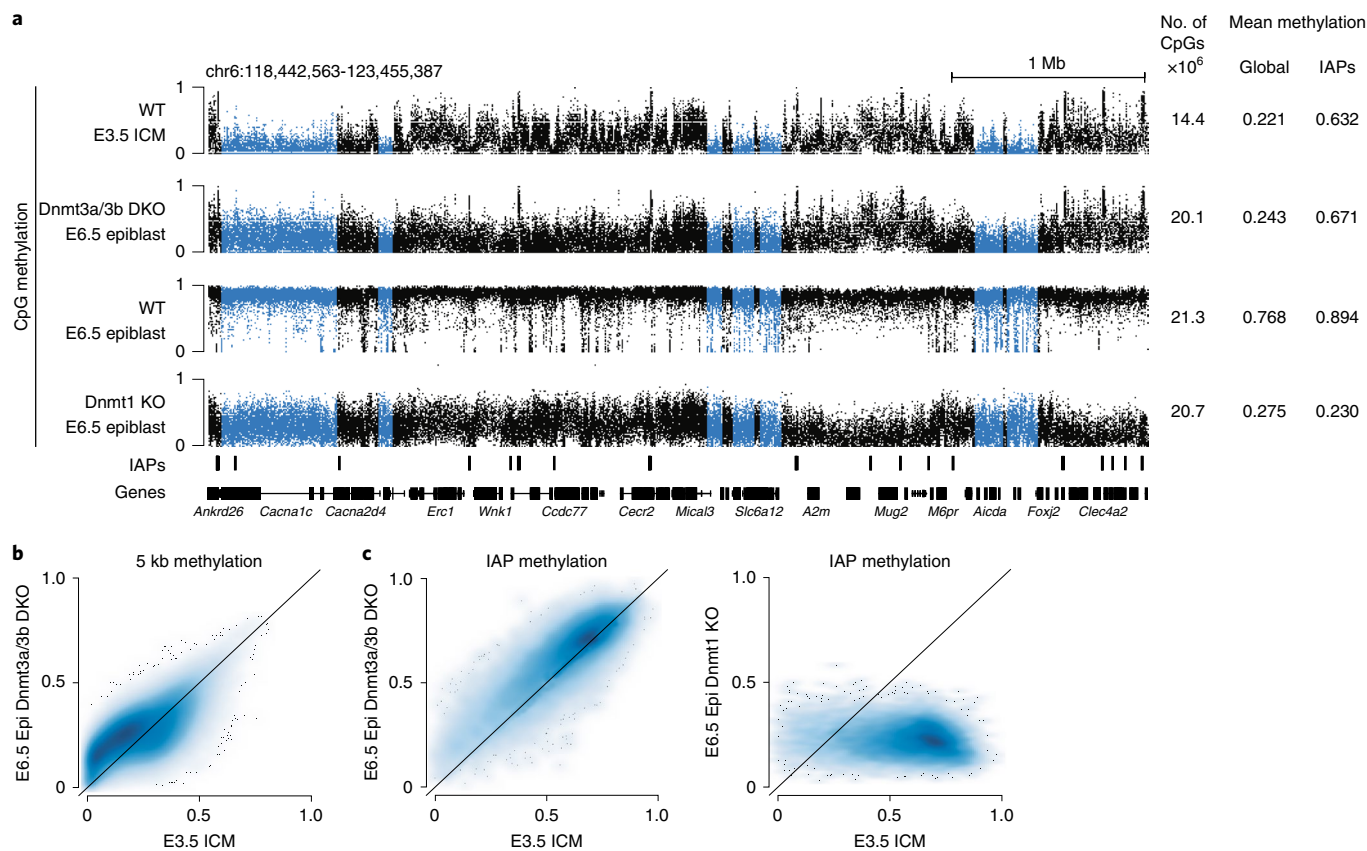 a
No. of
CpGs
×10⁶
Mean methylation
Global
IAPs
chr6:118,442,563-123,455,387
1 Mb
CpG methylation
WT
E3.5 ICM
1
0
14.4
0.221
0.632
Dnmt3a/3b DKO
E6.5 epiblast
1
0
20.1
0.243
0.671
WT
E6.5 epiblast
1
0
21.3
0.768
0.894
Dnmt1 KO
E6.5 epiblast
1
0
20.7
0.275
0.230
IAPs
Genes
Ankrd26 Cacna1c Cacna2d4 Erc1 Wnk1 Ccdc77 Cecr2 Mical3 Slc6a12 A2m Mug2 M6pr Aicda Foxj2 Clec4a2
b
5 kb methylation
E6.5 Epi Dnmt3a/3b DKO
1.0
0.5
0
0 0.5 1.0
E3.5 ICM
c
IAP methylation
E6.5 Epi Dnmt3a/3b DKO
1.0
0.5
0
0 0.5 1.0
E3.5 ICM
IAP methylation
E6.5 Epi Dnmt1 KO
1.0
0.5
0
0 0.5 1.0
E3.5 ICM